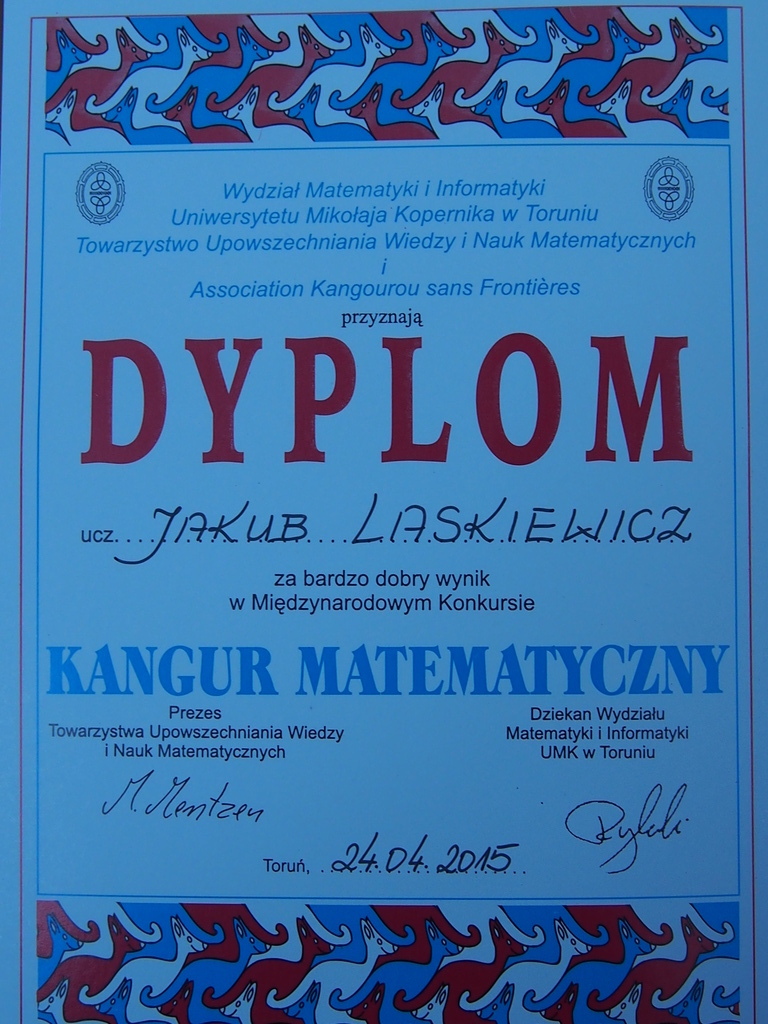 Wydział Matematyki i Informatyki
Uniwersytetu Mikołaja Kopernika w Toruniu
Towarzystwo Upowszechniania Wiedzy i Nauk Matematycznych
i
Association Kangourou sans Frontières
przyznają
DYPLOM
ucz....JAKUB....LASKIEWICZ
za bardzo dobry wynik
w Międzynarodowym Konkursie
KANGUR MATEMATYCZNY
Prezes
Towarzystwa Upowszechniania Wiedzy
i Nauk Matematycznych
Dziekan Wydziału
Matematyki i Informatyki
UMK w Toruniu
M. Mentzen
Toruń, ..24.04.2015..